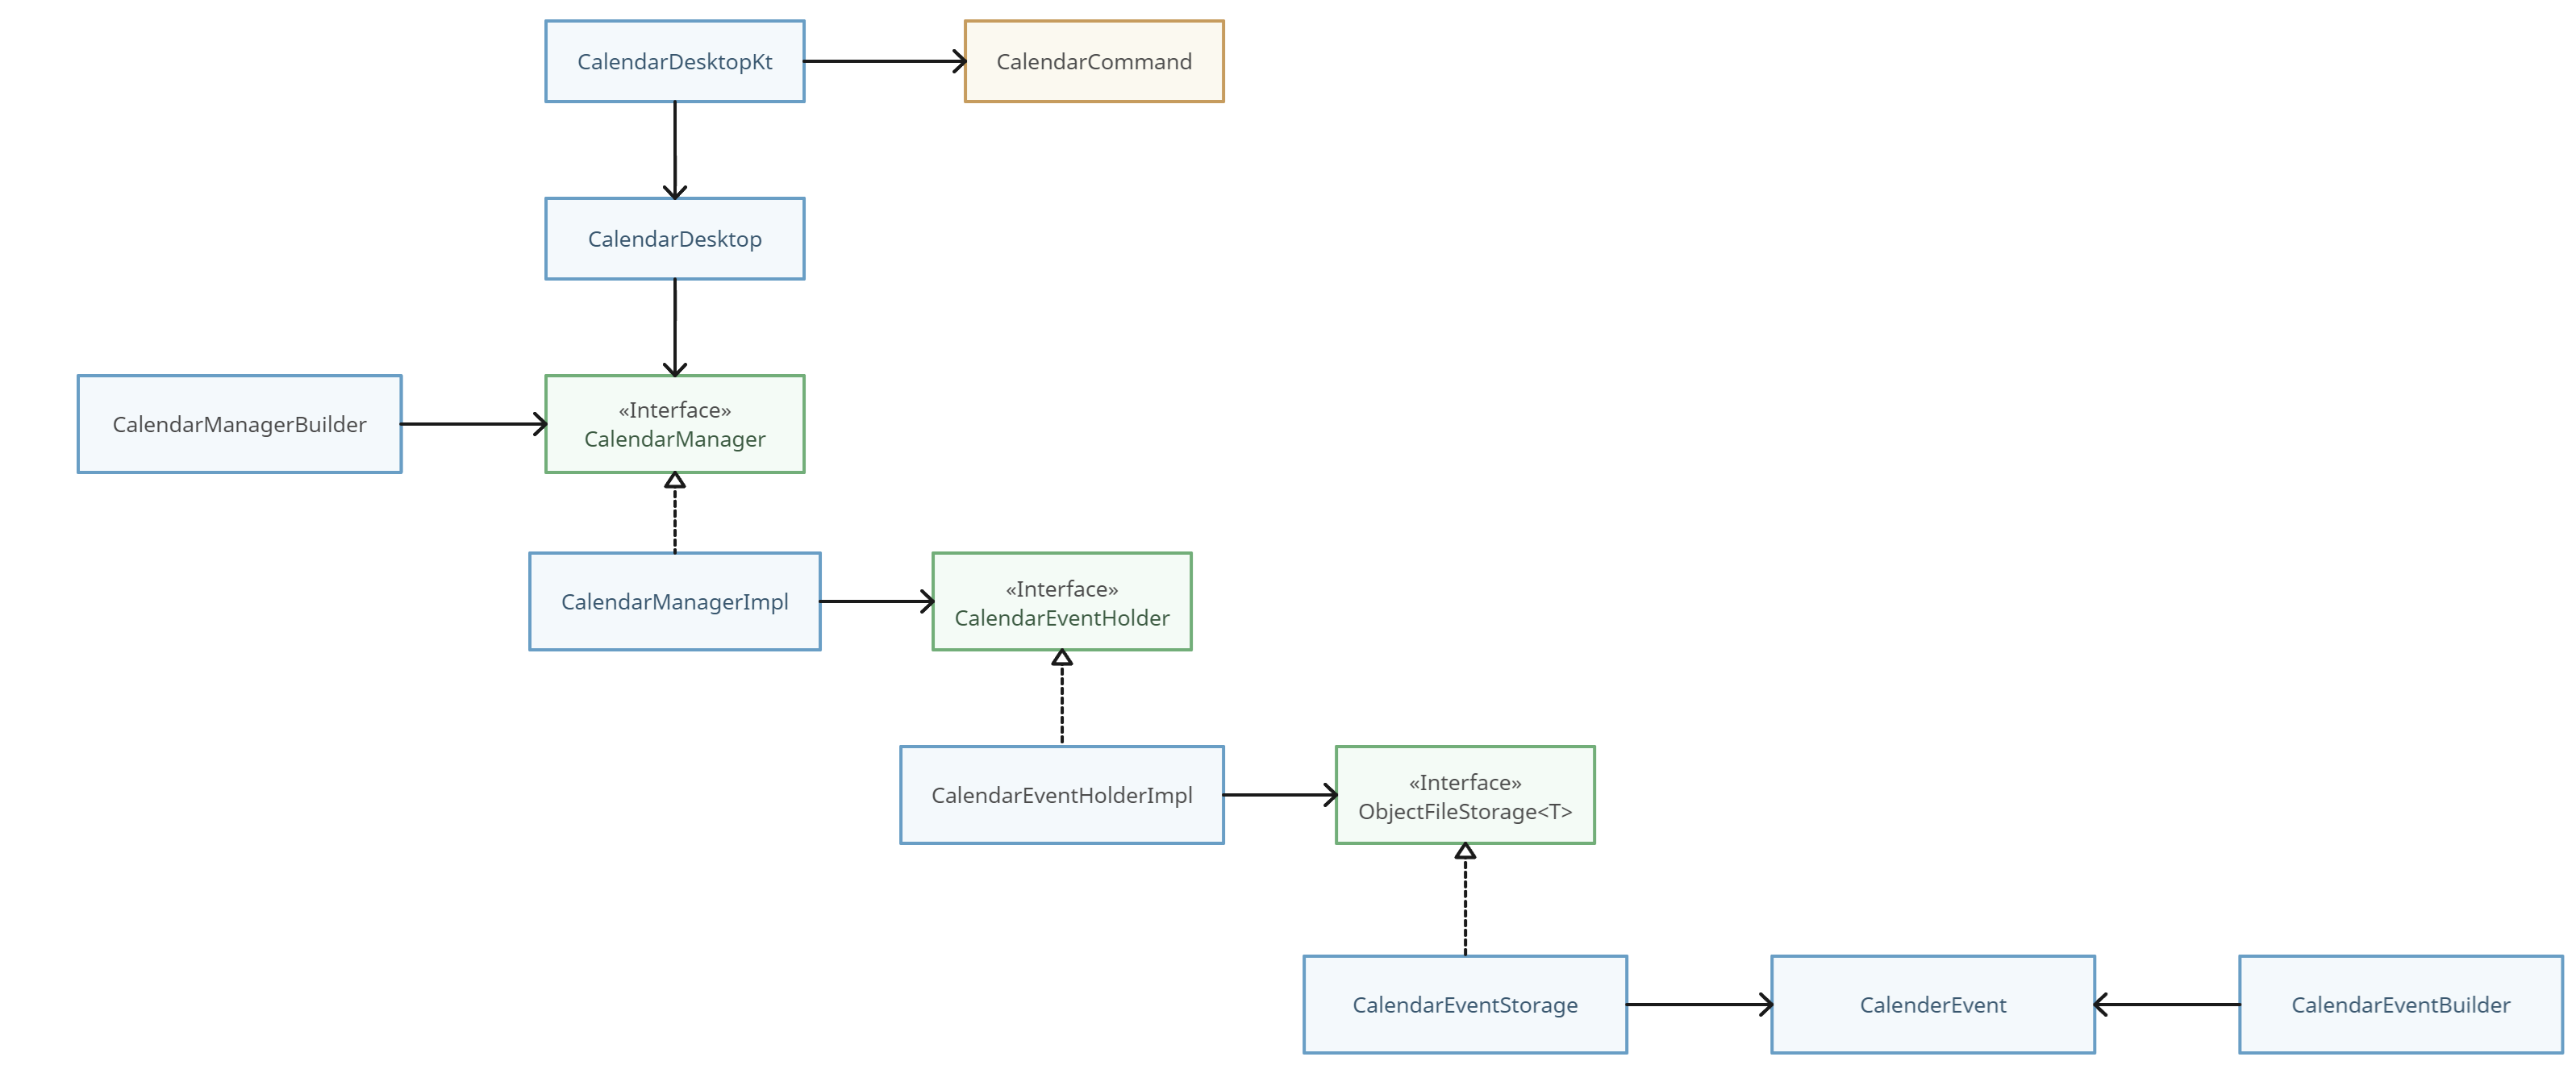 CalendarDesktopKt
CalendarCommand
CalendarDesktop
CalendarManagerBuilder
«Interface»
CalendarManager
CalendarManagerImpl
«Interface»
CalendarEventHolder
CalendarEventHolderImpl
«Interface»
ObjectFileStorage<T>
CalendarEventStorage
CalenderEvent
CalendarEventBuilder